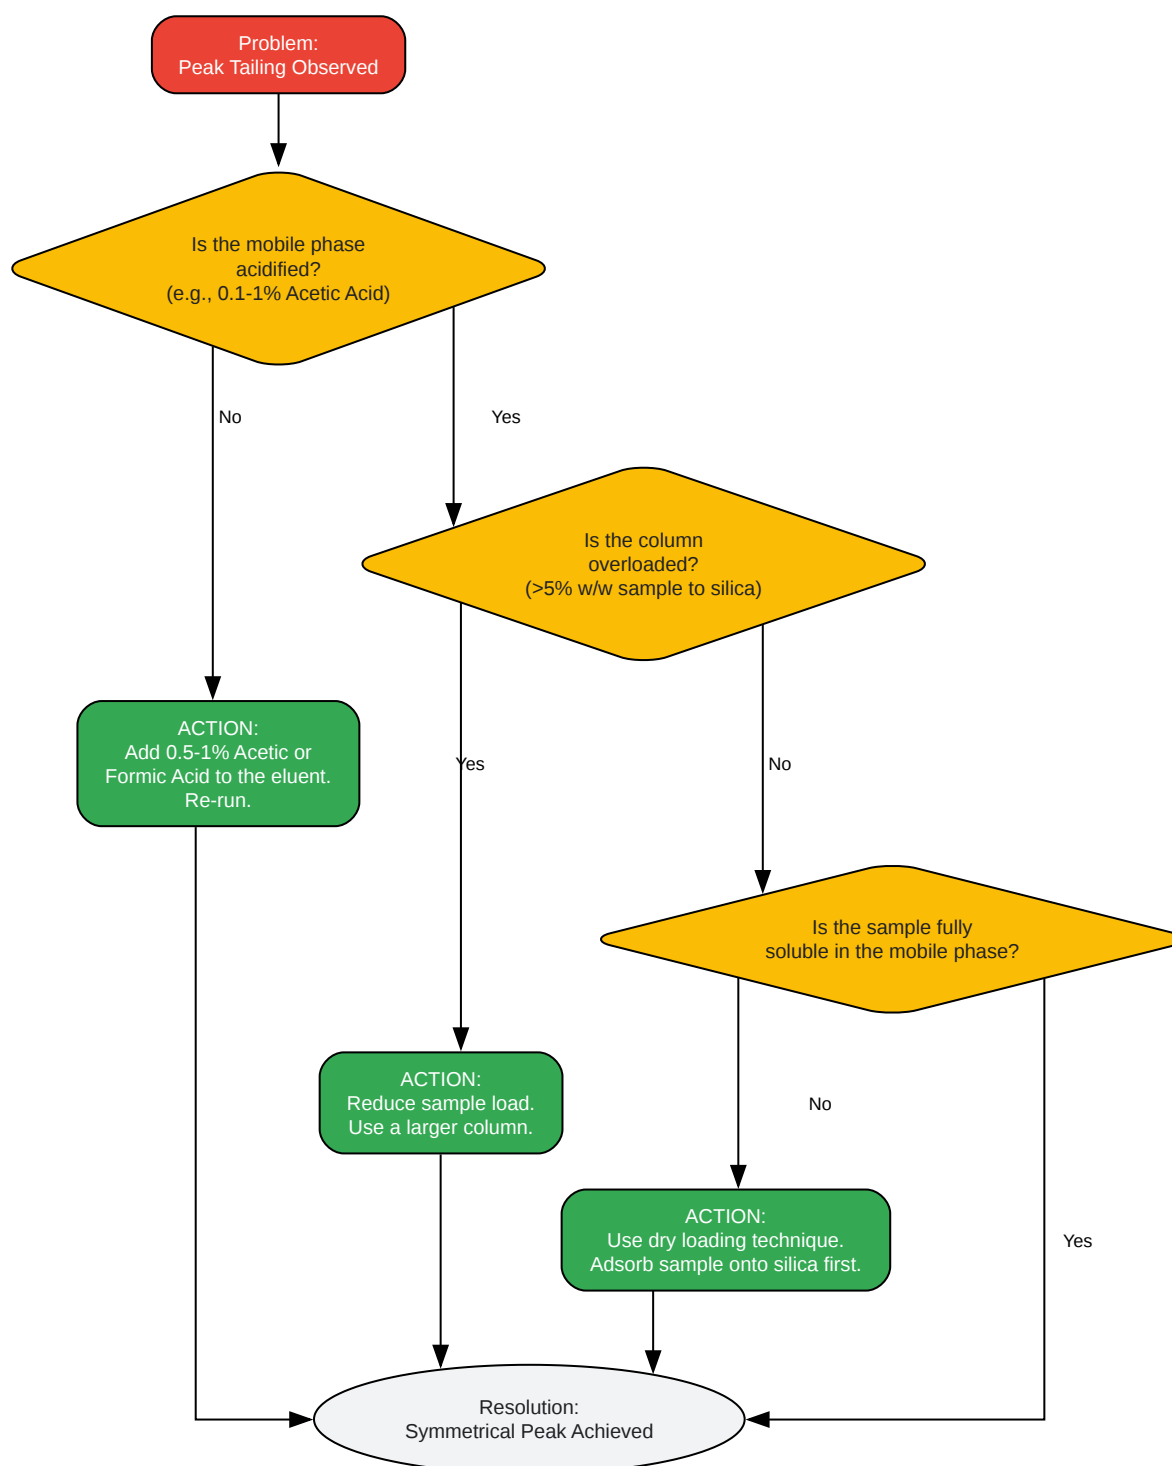 Problem:
Peak Tailing Observed
Is the mobile phase
acidified?
(e.g., 0.1-1% Acetic Acid)
No
Yes
Is the column
overloaded?
(>5% w/w sample to silica)
ACTION:
Add 0.5-1% Acetic or
Formic Acid to the eluent.
Re-run.
Yes
No
Is the sample fully
soluble in the mobile phase?
ACTION:
Reduce sample load.
Use a larger column.
No
ACTION:
Use dry loading technique.
Adsorb sample onto silica first.
Yes
Resolution:
Symmetrical Peak Achieved